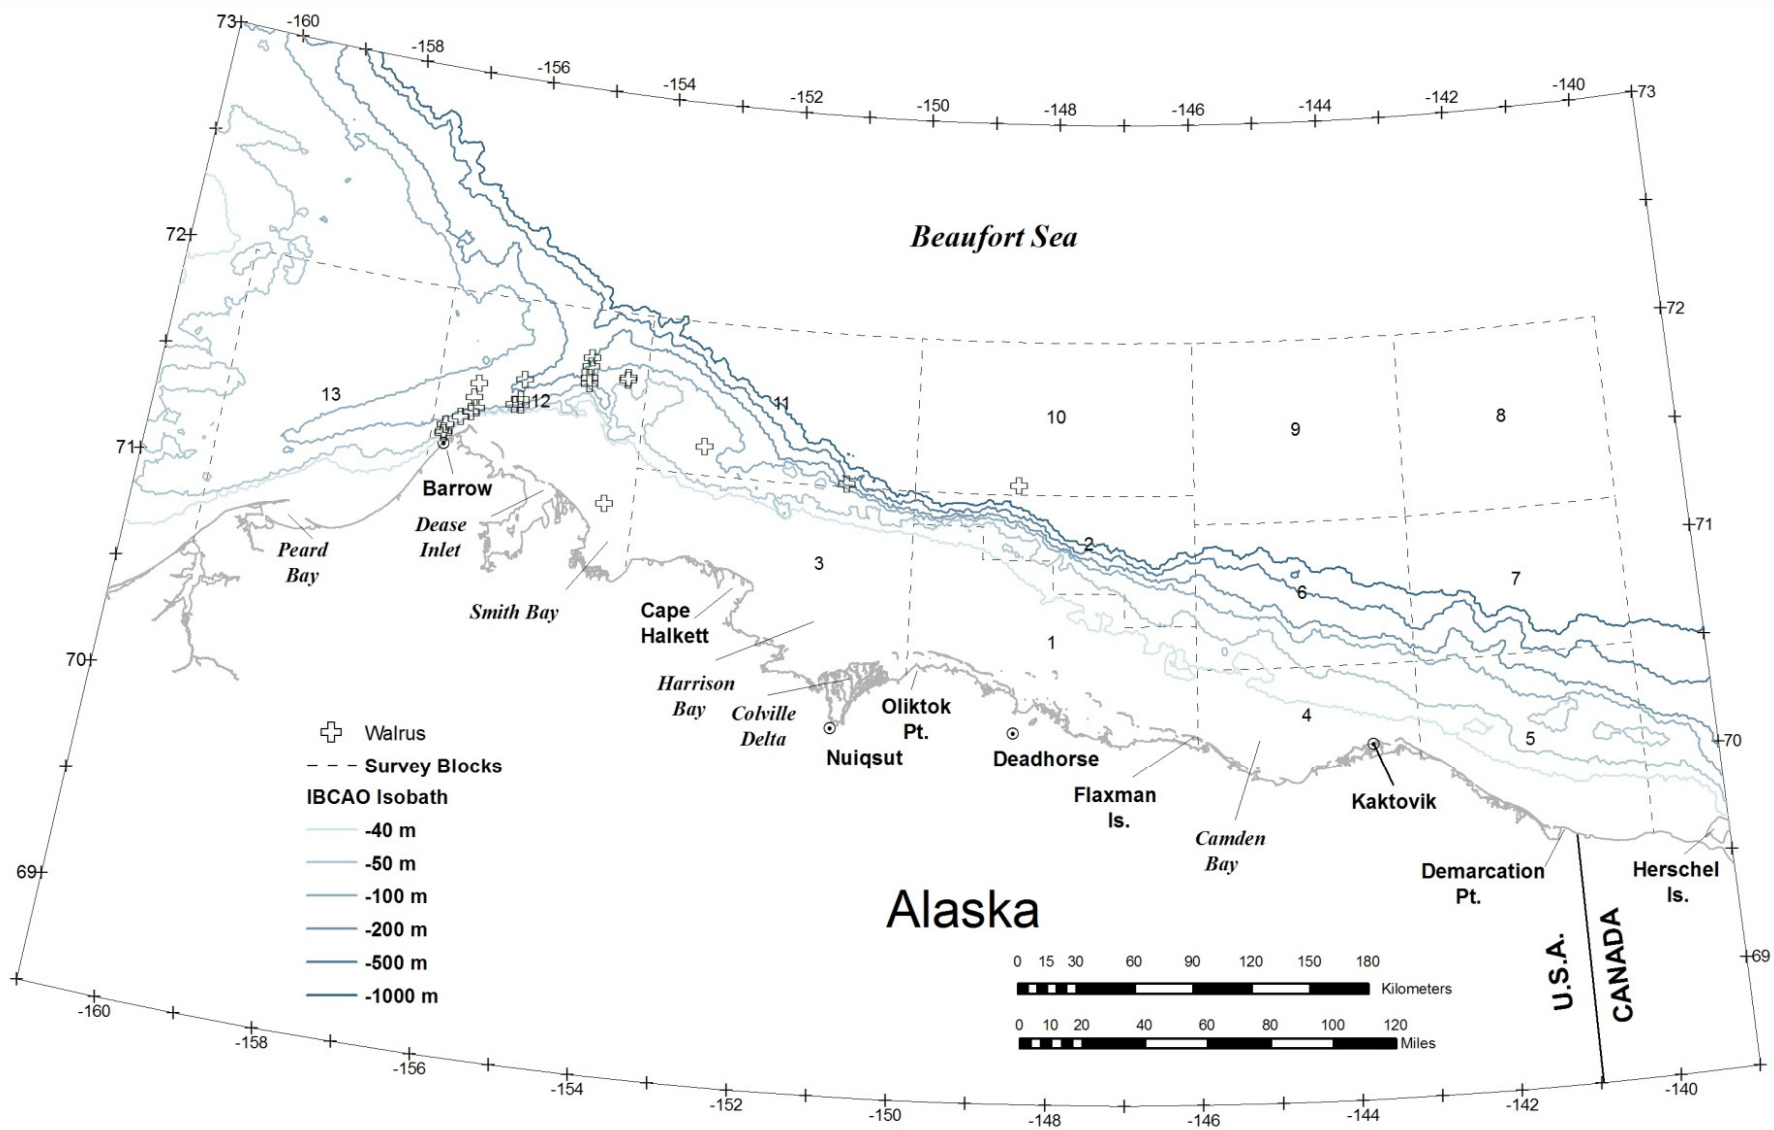 73
-160
-158
-156
-154
-152
-150
-148
-146
-144
-142
-140
73
72
Beaufort Sea
72
13
12
11
10
9
8
71
Barrow
Dease
Inlet
Peard
Bay
Smith Bay
3
2
71
7
6
Cape
Halkett
1
70
Harrison
Bay
Colville
Delta
Oliktok
Pt.
4
5
70
Nuiqsut
Deadhorse
Flaxman
Is.
Kaktovik
Camden
Bay
Demarcation
Pt.
Herschel
Is.
Walrus
Survey Blocks
IBCAO Isobath
-40 m
-50 m
-100 m
-200 m
-500 m
-1000 m
69
Alaska
U.S.A.
CANADA
69
0 15 30 60 90 120 150 180
Kilometers
0 10 20 40 60 80 100 120
Miles
-160
-158
-156
-154
-152
-150
-148
-146
-144
-142
-140